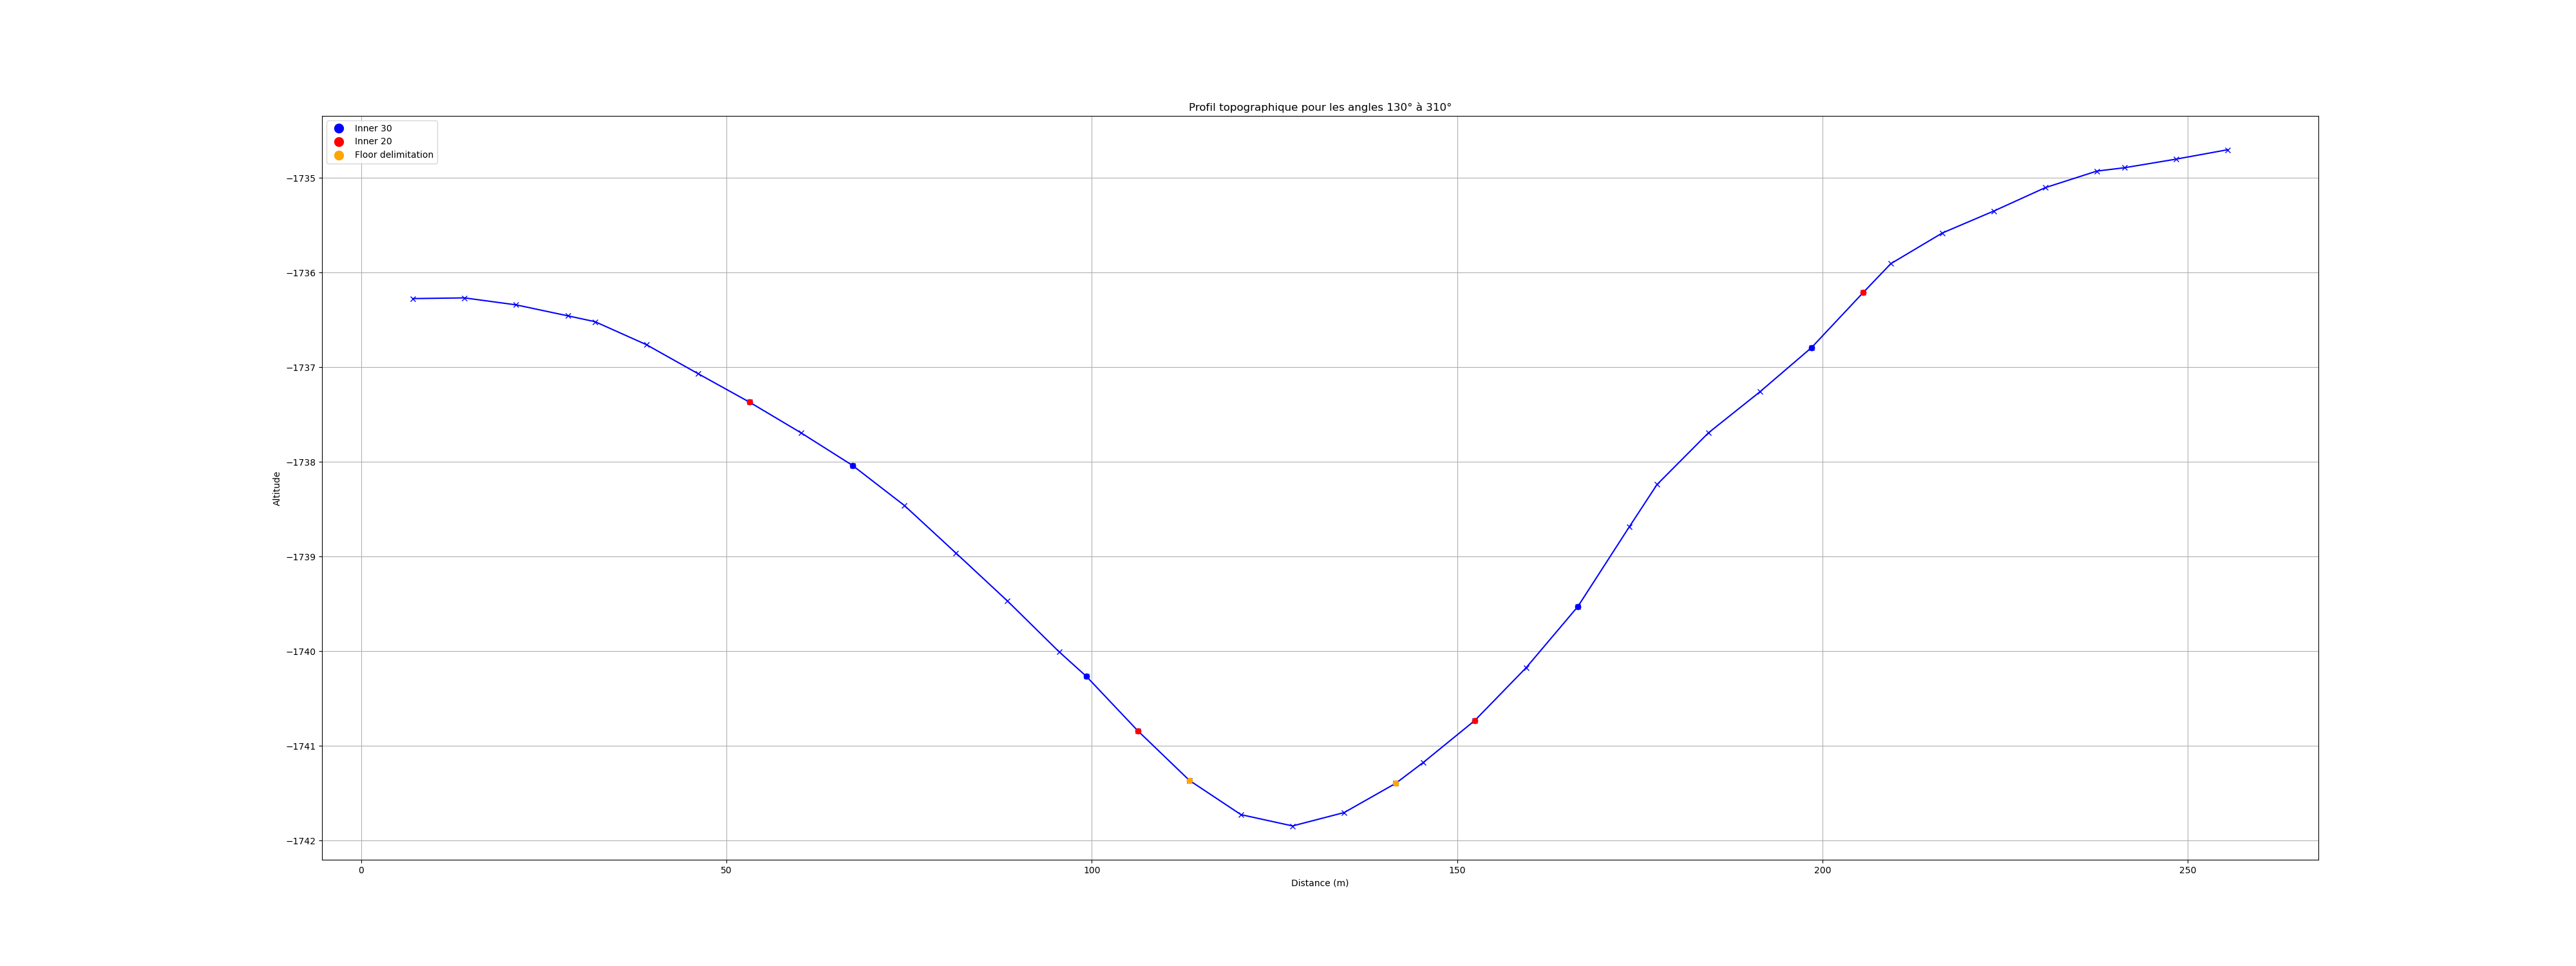 Profil topographique pour les angles 130° à 310°
Inner 30
Inner 20
Floor delimitation
−1735
−1736
−1737
−1738
−1739
−1740
−1741
−1742
Altitude
0 50 100 150 200 250
Distance (m)